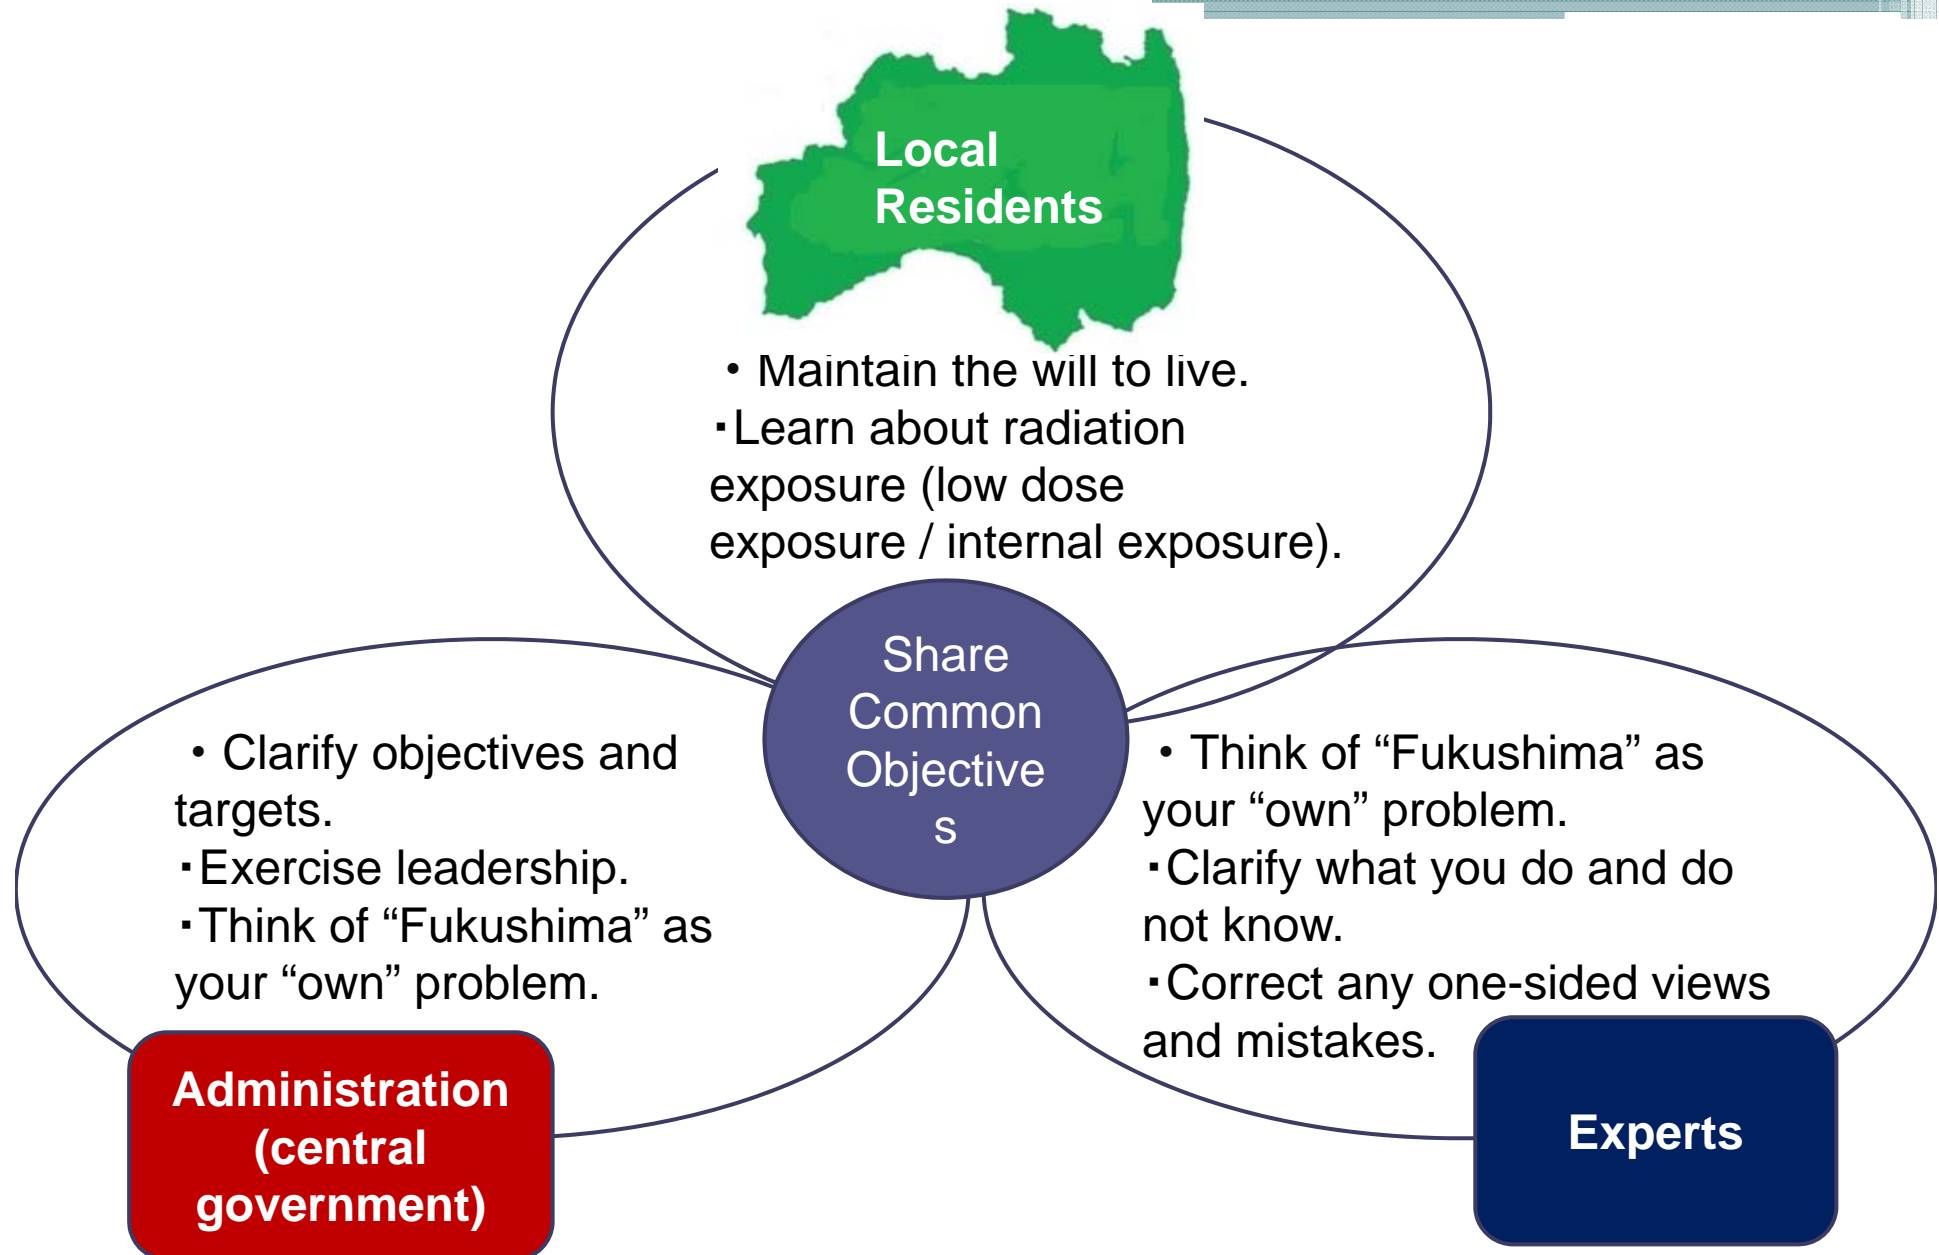 Local
Residents
・Maintain the will to live.
・Learn about radiation
exposure (low dose
exposure / internal exposure).
Share
Common
Objective
s
・Clarify objectives and
targets.
・Exercise leadership.
・Think of “Fukushima” as
your “own” problem.
・Think of “Fukushima” as
your “own” problem.
・Clarify what you do and do
not know.
・Correct any one-sided views
and mistakes.
Administration
(central
government)
Experts